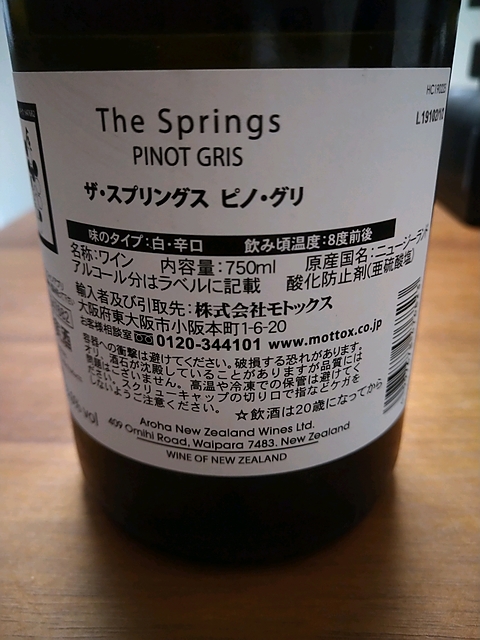 The Springs
PINOT GRIS
ザ・スプリングス ピノ・グリ
味のタイプ:白・辛口 飲み頃温度:8度前後
名称:ワイン 内容量:750ml 原産国名:ニュージーランド
アルコール分はラベルに記載 酸化防止剤(亜硫酸塩)
輸入者及び引取先:株式会社モトックス
大阪府東大阪市小阪本町1-6-20
お客様相談室 0120-344101 www.mottox.co.jp
容器への衝撃は避けてください。破損する恐れがあります。
オリ、酒石が沈殿していることがありますが品質には
問題はございません。高温や冷凍での保管は避けてく
ださい。スクリューキャップの切り口で指などケガを
しないようご注意ください。 ☆飲酒は20歳になってから
Aroha New Zealand Wines Ltd.
409 Omihi Road, Waipara 7483. New Zealand
WINE OF NEW ZEALAND